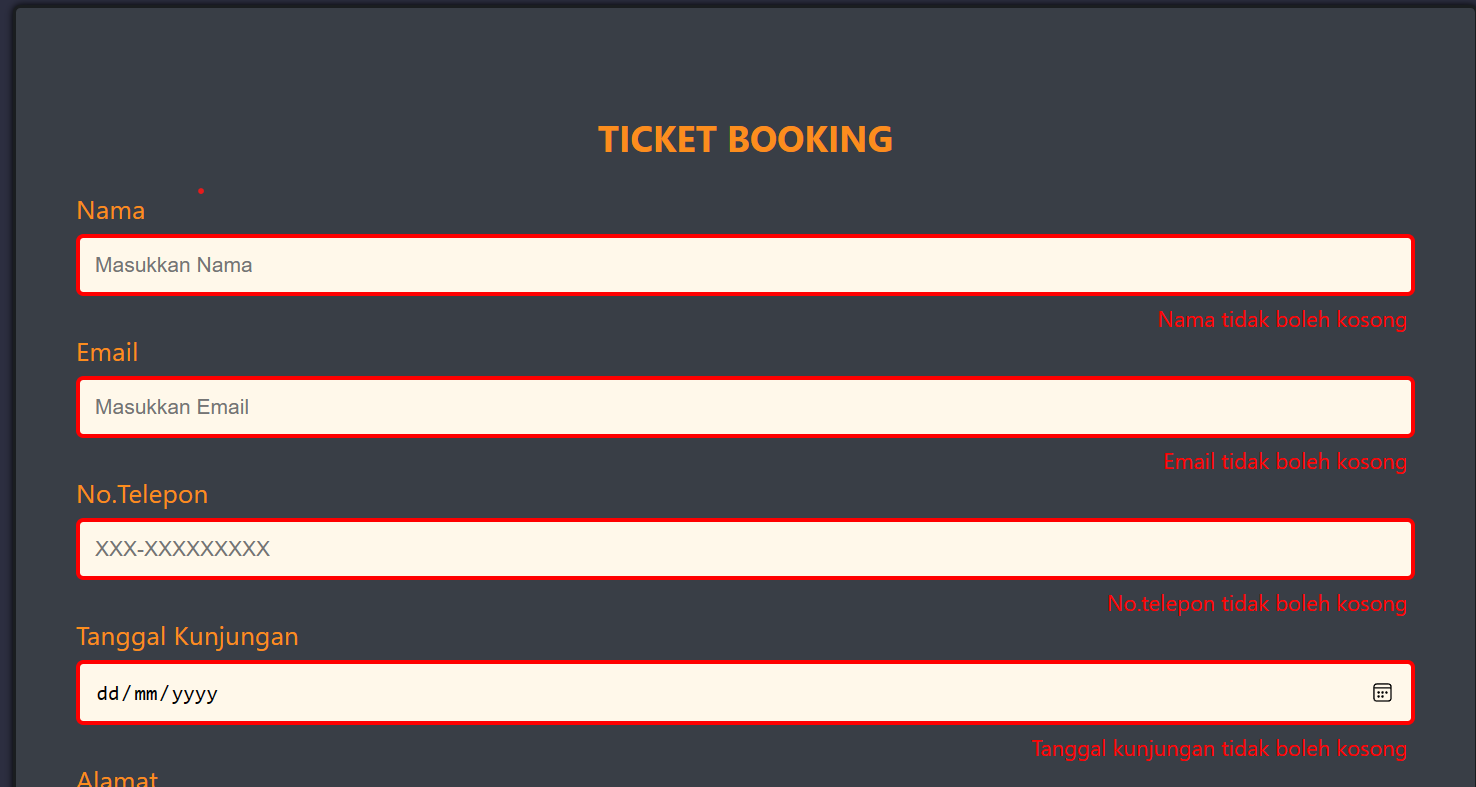 TICKET BOOKING
Nama
Masukkan Nama
Nama tidak boleh kosong
Email
Masukkan Email
Email tidak boleh kosong
No.Telepon
XXX-XXXXXXXXX
No.telepon tidak boleh kosong
Tanggal Kunjungan
dd/mm/yyyy
Tanggal kunjungan tidak boleh kosong
Alamat